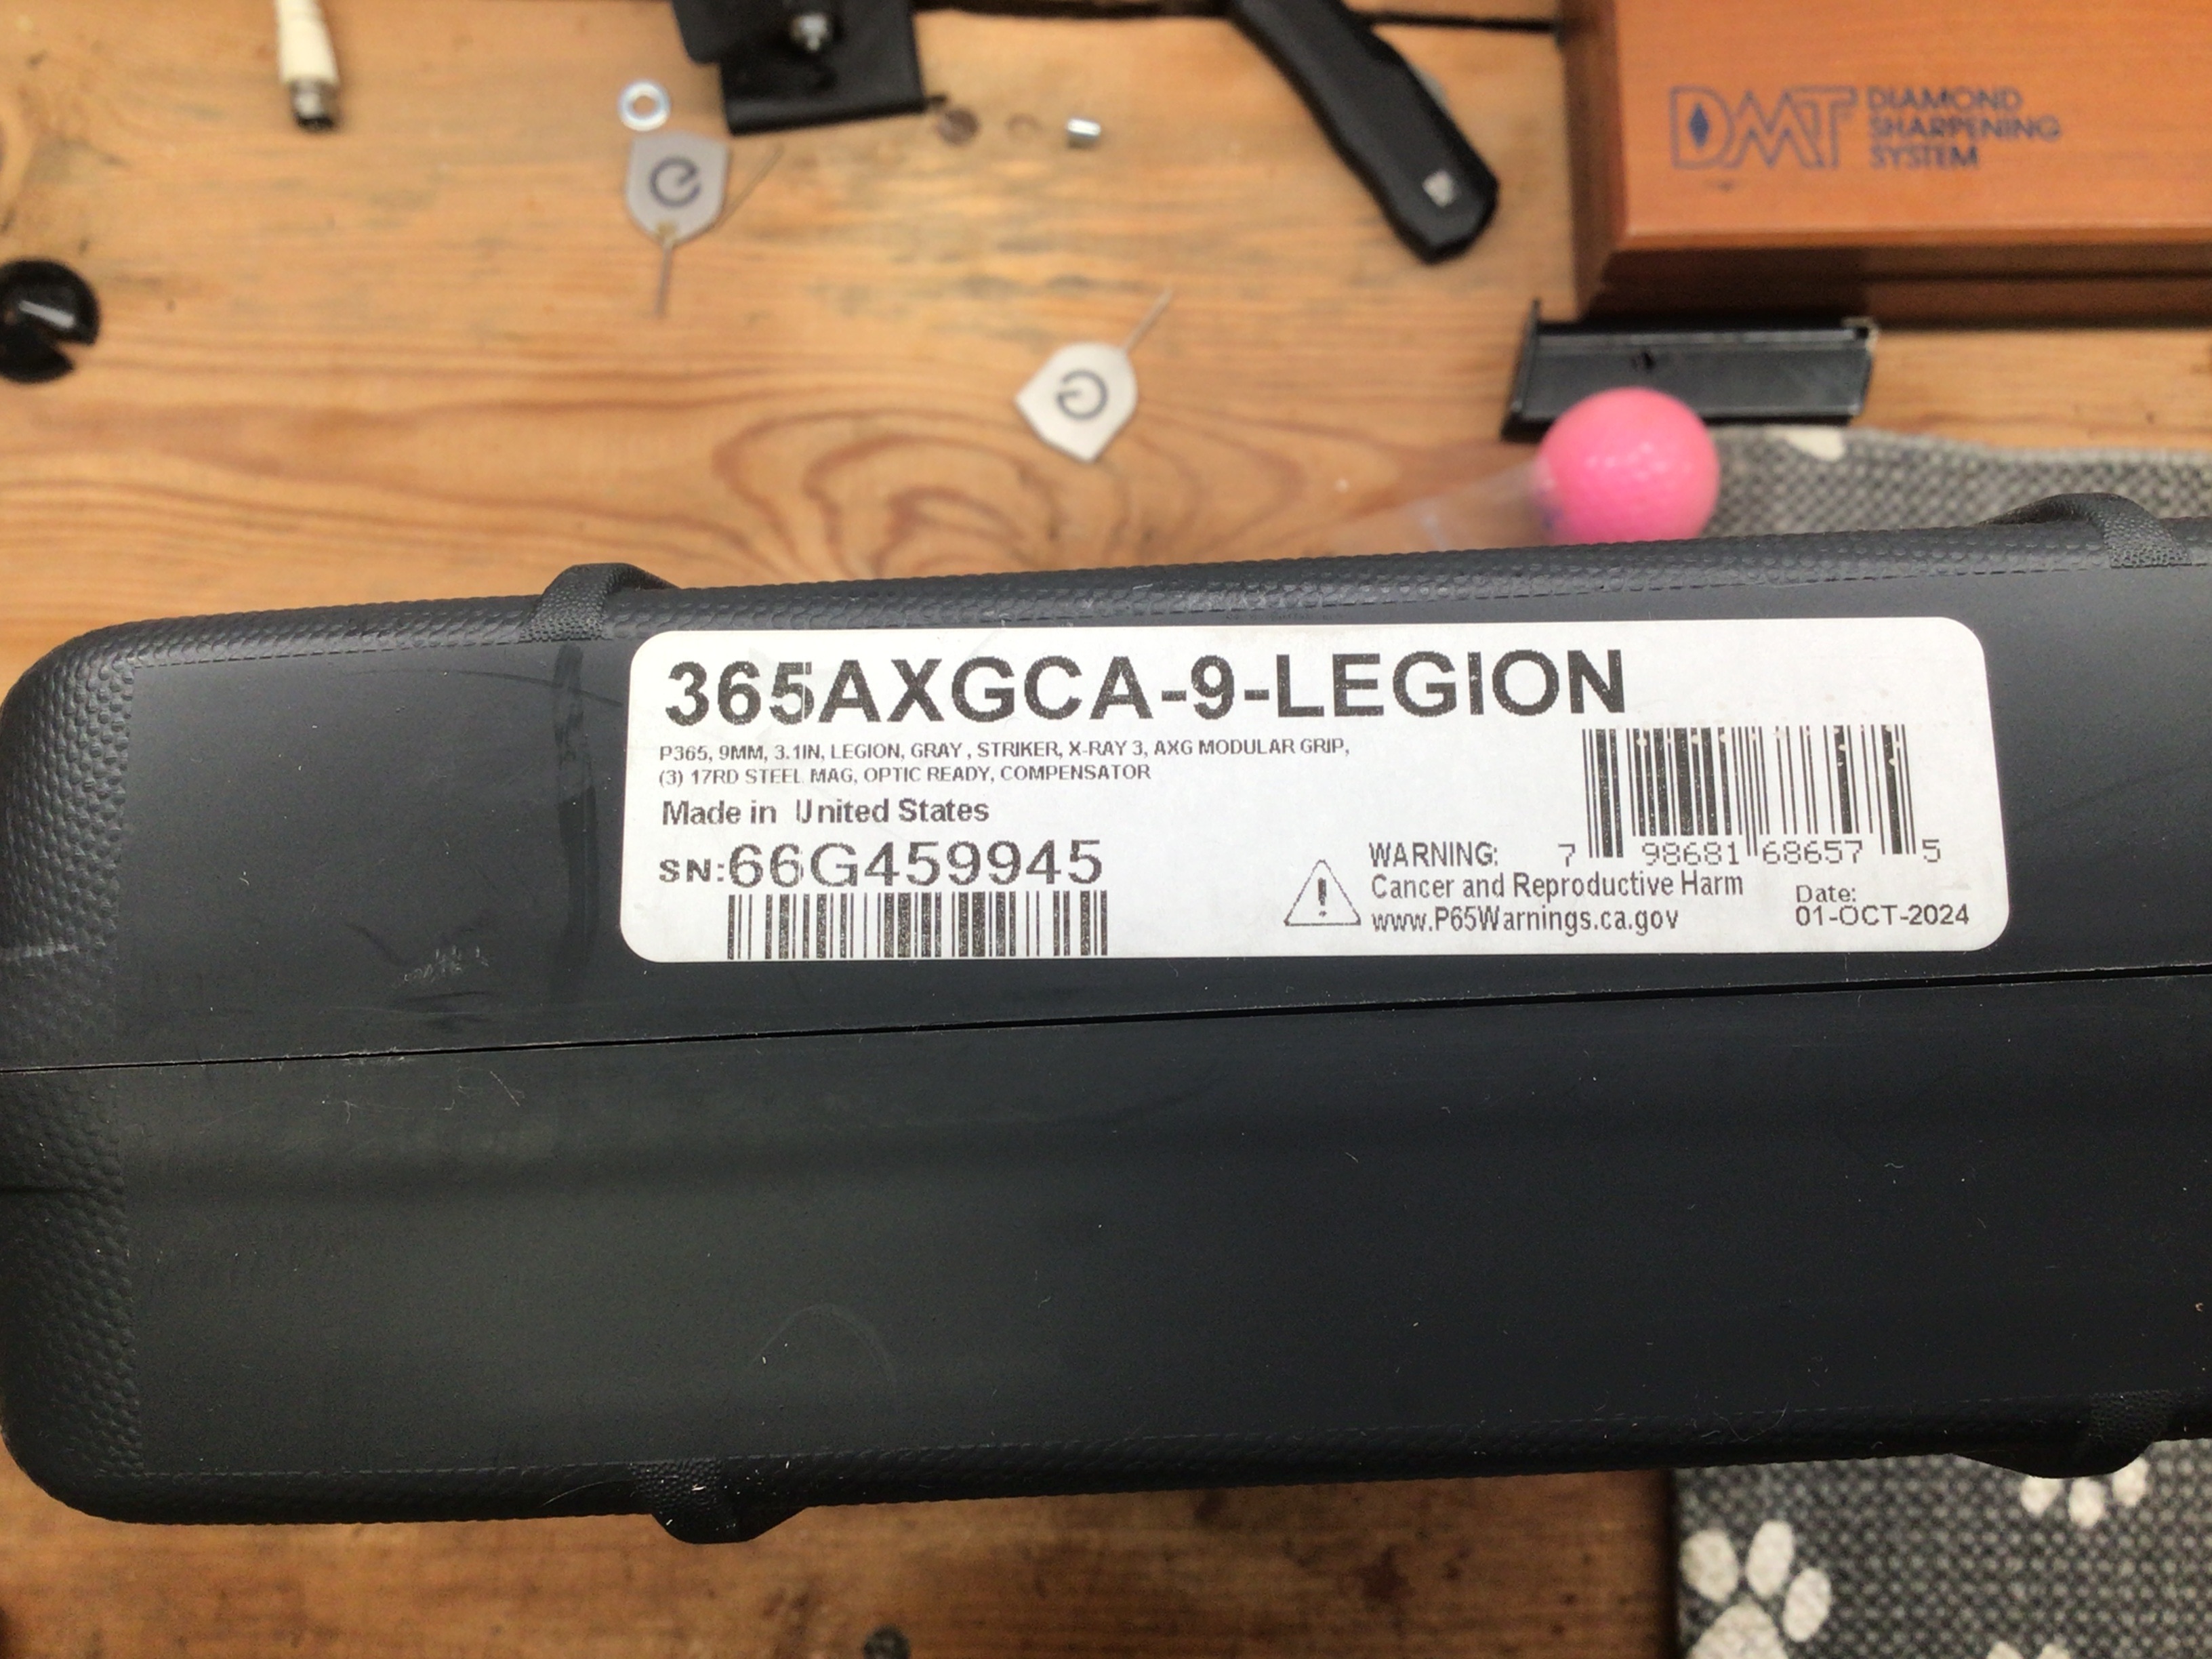 DMT DIAMOND
SHARPENING
SYSTEM
365AXGCA-9-LEGION
P365, 9MM, 3.1IN, LEGION, GRAY , STRIKER, X-RAY 3, AXG MODULAR GRIP,
(3) 17RD STEEL MAG, OPTIC READY, COMPENSATOR
Made in United States
SN:66G459945
7 98681 68657 5
WARNING:
Cancer and Reproductive Harm
www.P65Warnings.ca.gov
Date:
01-OCT-2024